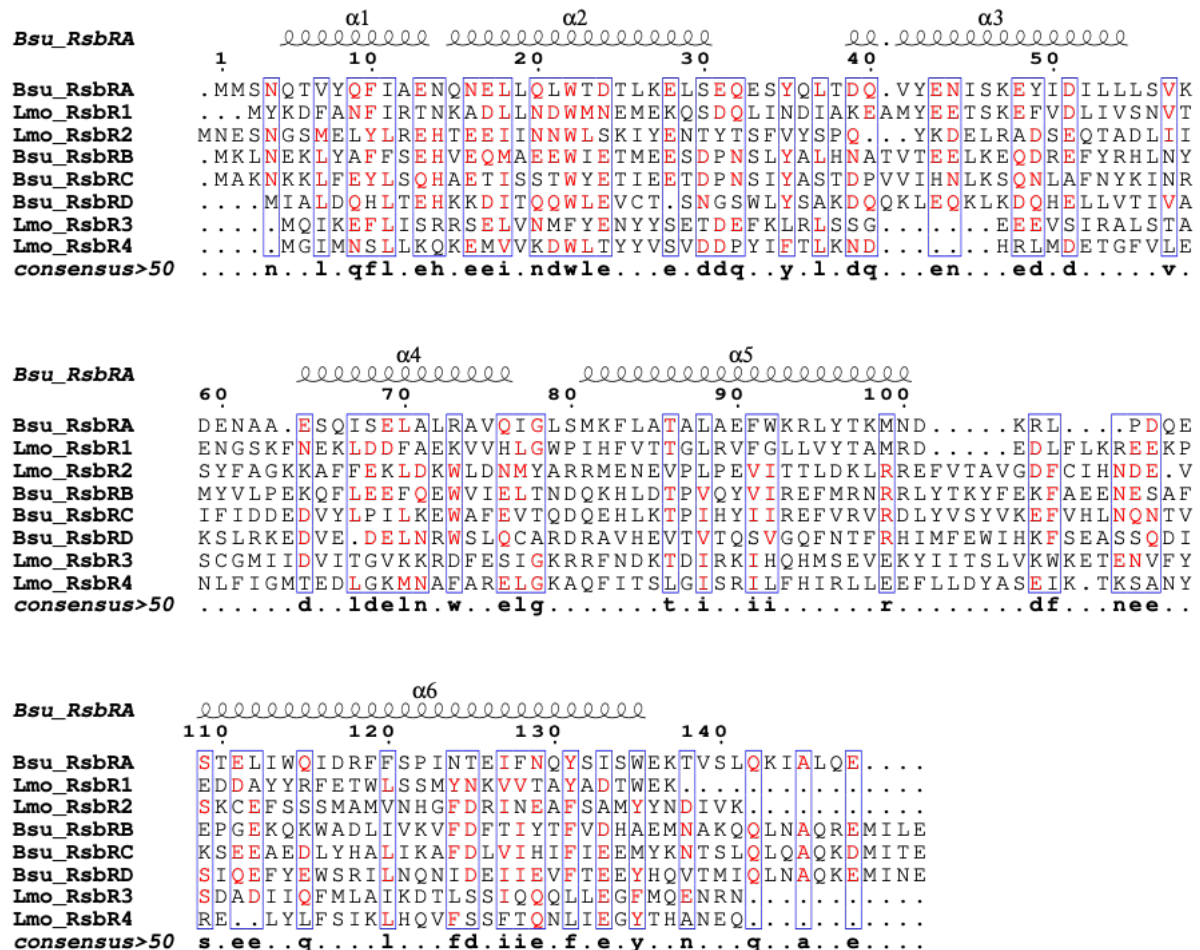 α1 α2 α3
Bsu_RsbRA
1 10 20 30 40 50
Bsu_RsbRA .MMSNQTVYQFIAENQNELLQLWTDTLKELSEQESYQLTDQ.VYENISKEYIDILLLSVK
Lmo_RsbR1 ...MYKDFANFIRTNKADLLNDWMNEMEKQSDQLINDIAKEAMYEETSKEFVDLIVSNVT
Lmo_RsbR2 MNESNGSMELYLREHTEEIINNWLSKIYENTYTSFVYSPQ..YKDELRADSEQTADLII
Bsu_RsbRB .MKLNEKLYAFFSEHVEQMAEEWIETMEESDPNSLYALHNATVTEELKEQDREFYRHLNY
Bsu_RsbRC .MAKNKKLFEYLSQHAETISSTWYETIEETDPNSIYASTDPVVIHNLKSQNLAFNYKINR
Bsu_RsbRD ....MIALDQHLTEHKKDITQQWLEVCT.SNGSWLYSAKDQQKLEQKLKDQHELLVTIVA
Lmo_RsbR3 .....MQIKEFLISRRSELVNMFYENYYSETDEFKLRLSSG.....EEEVSIRALSTA
Lmo_RsbR4 ....MGIMNSLLKQKEMVVKDWLTYYVSVDDPYIFTLKND.....HRLMDETGFVLE
consensus>50 ....n..l.qfl.eh.eei.ndwle...e.ddq.y.l.dq...en...ed.d.....v.
α4 α5
Bsu_RsbRA
60 70 80 90 100
Bsu_RsbRA DENAA.ESQISELALRAVQIGLSMKFLATALAEFWKRLYTKMND.....KRL...PDQE
Lmo_RsbR1 ENGSKFNEKLDDFAEKVVHLGWPIHFVTTGLRVFGLLVYTAMRD.....EDLFLKREEKP
Lmo_RsbR2 SYFAGKKAFFEKLDKWLDNMYARRMENEVPLPEVITTLDKLRREFVTAVGDFCIHNDE.V
Bsu_RsbRB MYVLPEKQFLEEFQEWVIELTNDQKHLDTPVQYVIREFMRNRRLYTKYFEKFAEENESAF
Bsu_RsbRC IFIDDEDVYLPILKEWAFEVTQDQEHLKTPIHYIIREFVRVRDLYVSYVKEFVHLNQNTV
Bsu_RsbRD KSLRKEDVE.DELNRWSLQCARDRAVHEVTVTQSVGQFNTFRHIMFEWIHKFSEASSQDI
Lmo_RsbR3 SCGMIIDVITGVKKRDFESIGKRRFNDKTDIRKIHQHMSEVEKYIITSLVKWKETENVFY
Lmo_RsbR4 NLFIGMTEDLGKMNAFARELGKAQFITSLGISRILFHIRLLEEFLLDYASEIK.TKSANY
consensus>50 ......d..ldeln.w..elg.......t.i..ii......r........df...nee..
α6
Bsu_RsbRA
110 120 130 140
Bsu_RsbRA STELIWQIDRFFSPINTEIFNQYSISWEKTVSLQKIALQE....
Lmo_RsbR1 EDDAYYRFETWLSSMYNKVVTAYADTWEK...............
Lmo_RsbR2 SKCEFSSSMAMVNHGFDRINEAFSAMYYNDIVK...........
Bsu_RsbRB EPGEKQKWADLIVKVFDFTIYTFVDHAEMNAKQQLNAQREMILE
Bsu_RsbRC KSEEAEDLYHALIKAFDLVIHIFIEEMYKNTSLQLQAQKDMITE
Bsu_RsbRD SIQEFYEWSRILNQNIDEIIEVFTEEYHQVTMIQLNAQKEMINE
Lmo_RsbR3 SDADIIQFMLAIKDTLSSIQQQLLEGFMQENRN...........
Lmo_RsbR4 RE..LYLFSIKLHQVFSSFTQNLIEGYTHANEQ...........
consensus>50 s.ee..q....l...fd.iie.f.e.y..n...q..a..e....